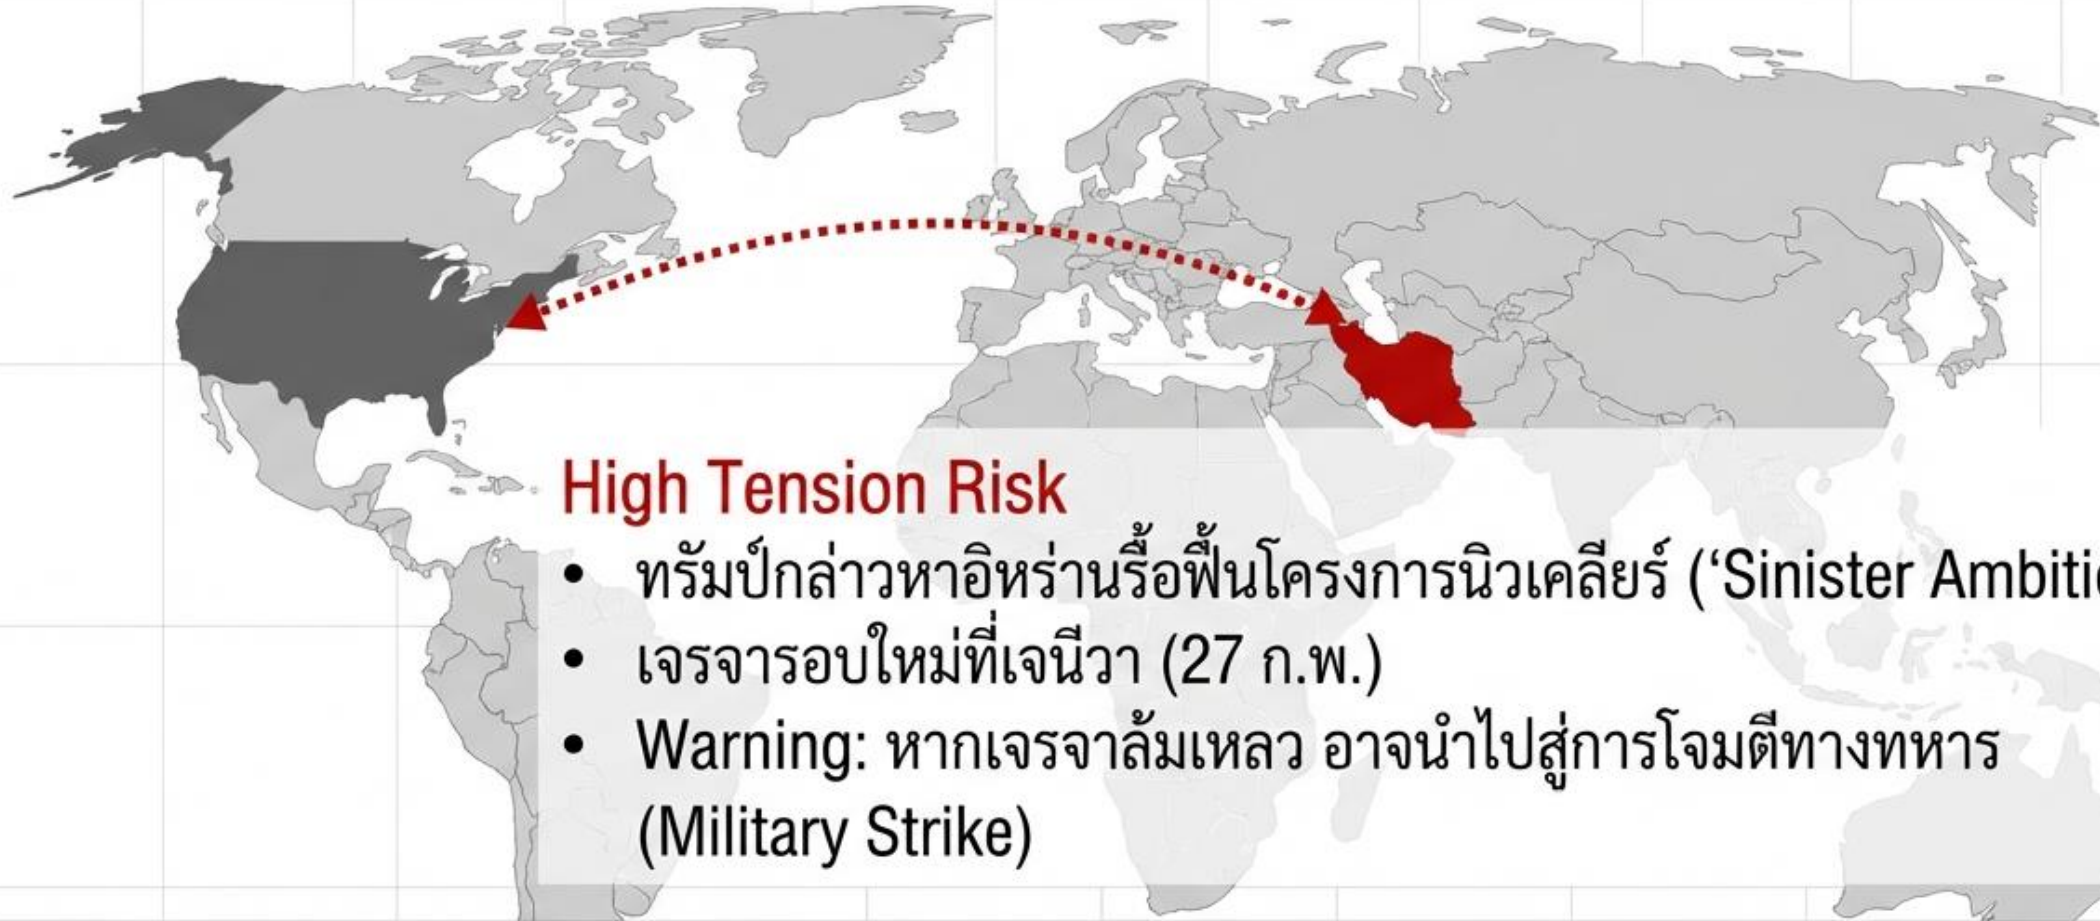 High Tension Risk
• ทรัมป์กล่าวหาอิหร่านรื้อฟื้นโครงการนิวเคลียร์ (‘Sinister
• เจรจารอบใหม่ที่เจนีวา (27 ก.พ.)
• Warning: หากเจรจาล้มเหลว อาจนำไปสู่การโจมตีทางทหาร
(Military Strike)